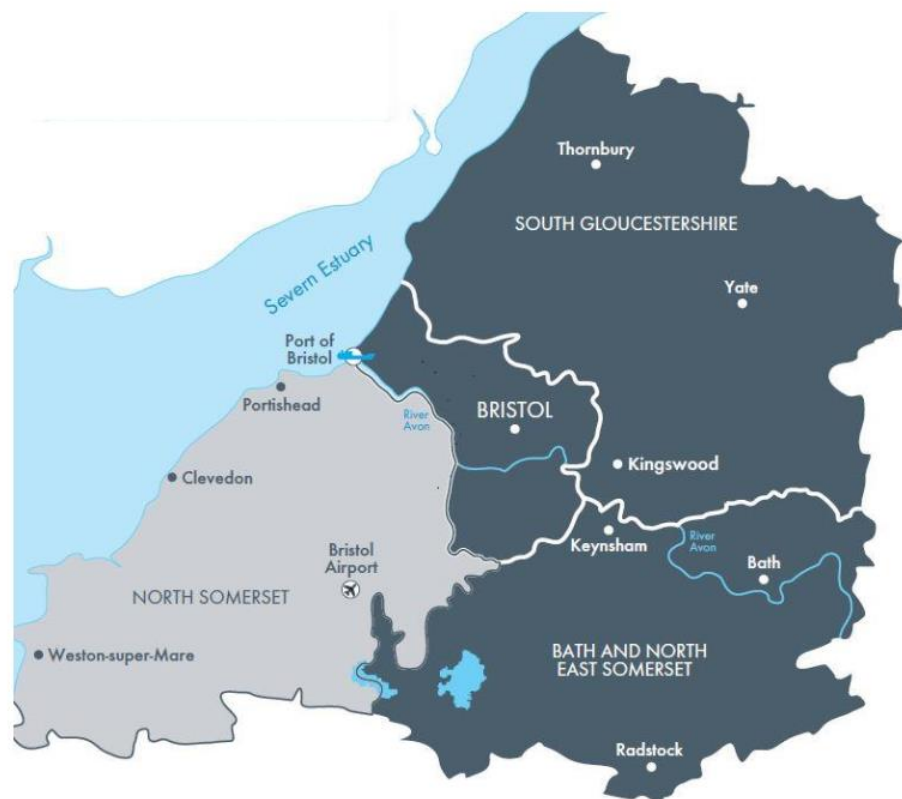 Thornbury
SOUTH GLOUCESTERSHIRE
Severn Estuary
Yate
Port of
Bristol
Portishead
River
Avon
BRISTOL
Clevedon
Kingswood
Keynsham
River
Avon
Bristol
Airport
Bath
NORTH SOMERSET
Weston-super-Mare
BATH AND NORTH
EAST SOMERSET
Radstock